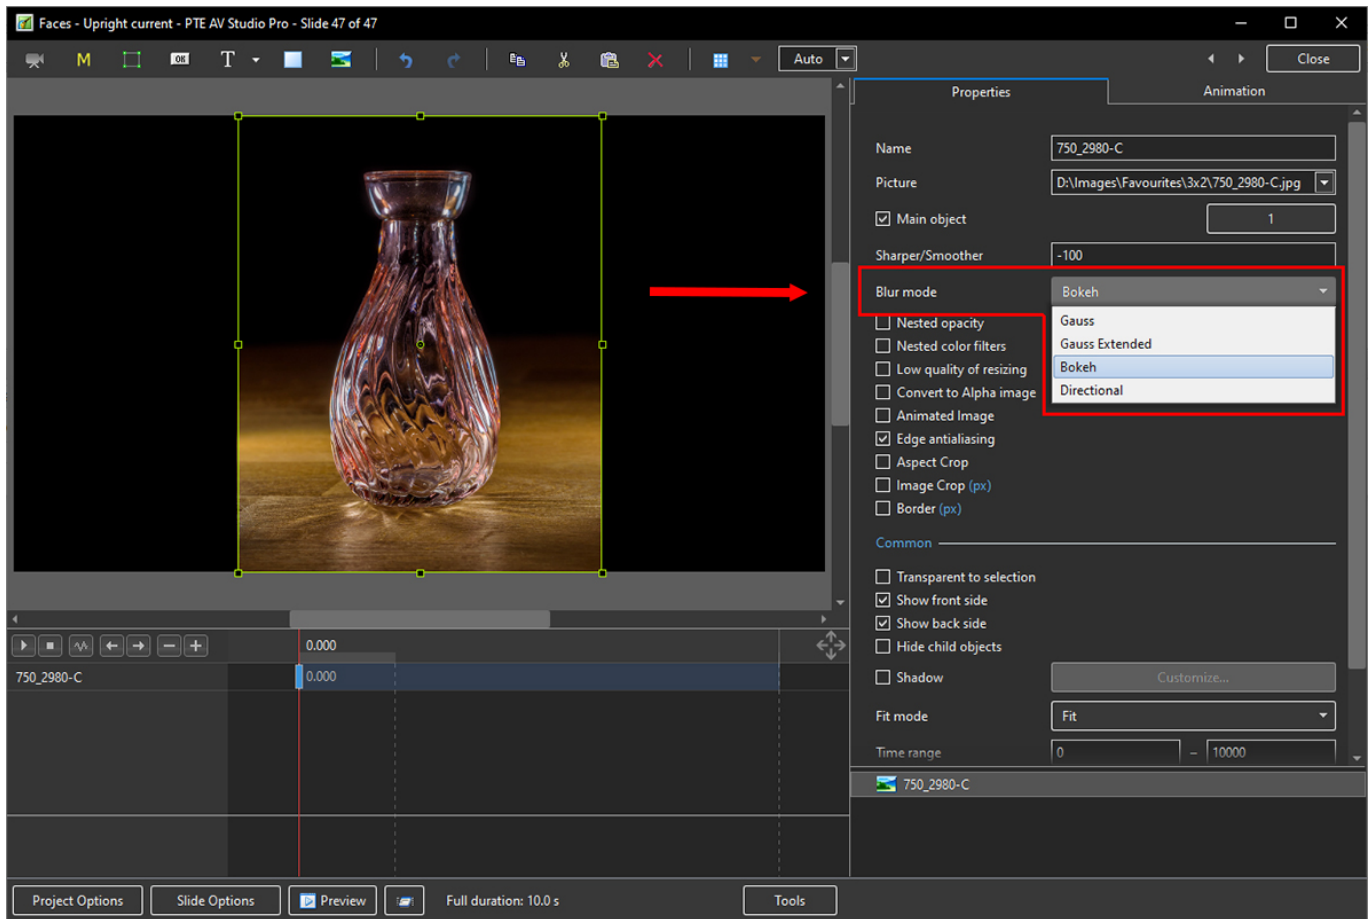 Faces - Upright current - PTE AV Studio Pro - Slide 47 of 47
M
OK
T
Auto
Close
Properties
Animation
Name
750_2980-C
Picture
D:\Images\Favourites\3x2\750_2980-C.jpg
Main object
1
Sharper/Smoother
-100
Blur mode
Bokeh
Gauss
Gauss Extended
Bokeh
Directional
Nested opacity
Nested color filters
Low quality of resizing
Convert to Alpha image
Animated Image
Edge antialiasing
Aspect Crop
Image Crop (px)
Border (px)
Common
Transparent to selection
Show front side
Show back side
Hide child objects
Shadow
Customize...
Fit mode
Fit
Time range
0 – 10000
750_2980-C
0.000
750_2980-C
0.000
Project Options
Slide Options
Preview
Full duration: 10.0 s
Tools